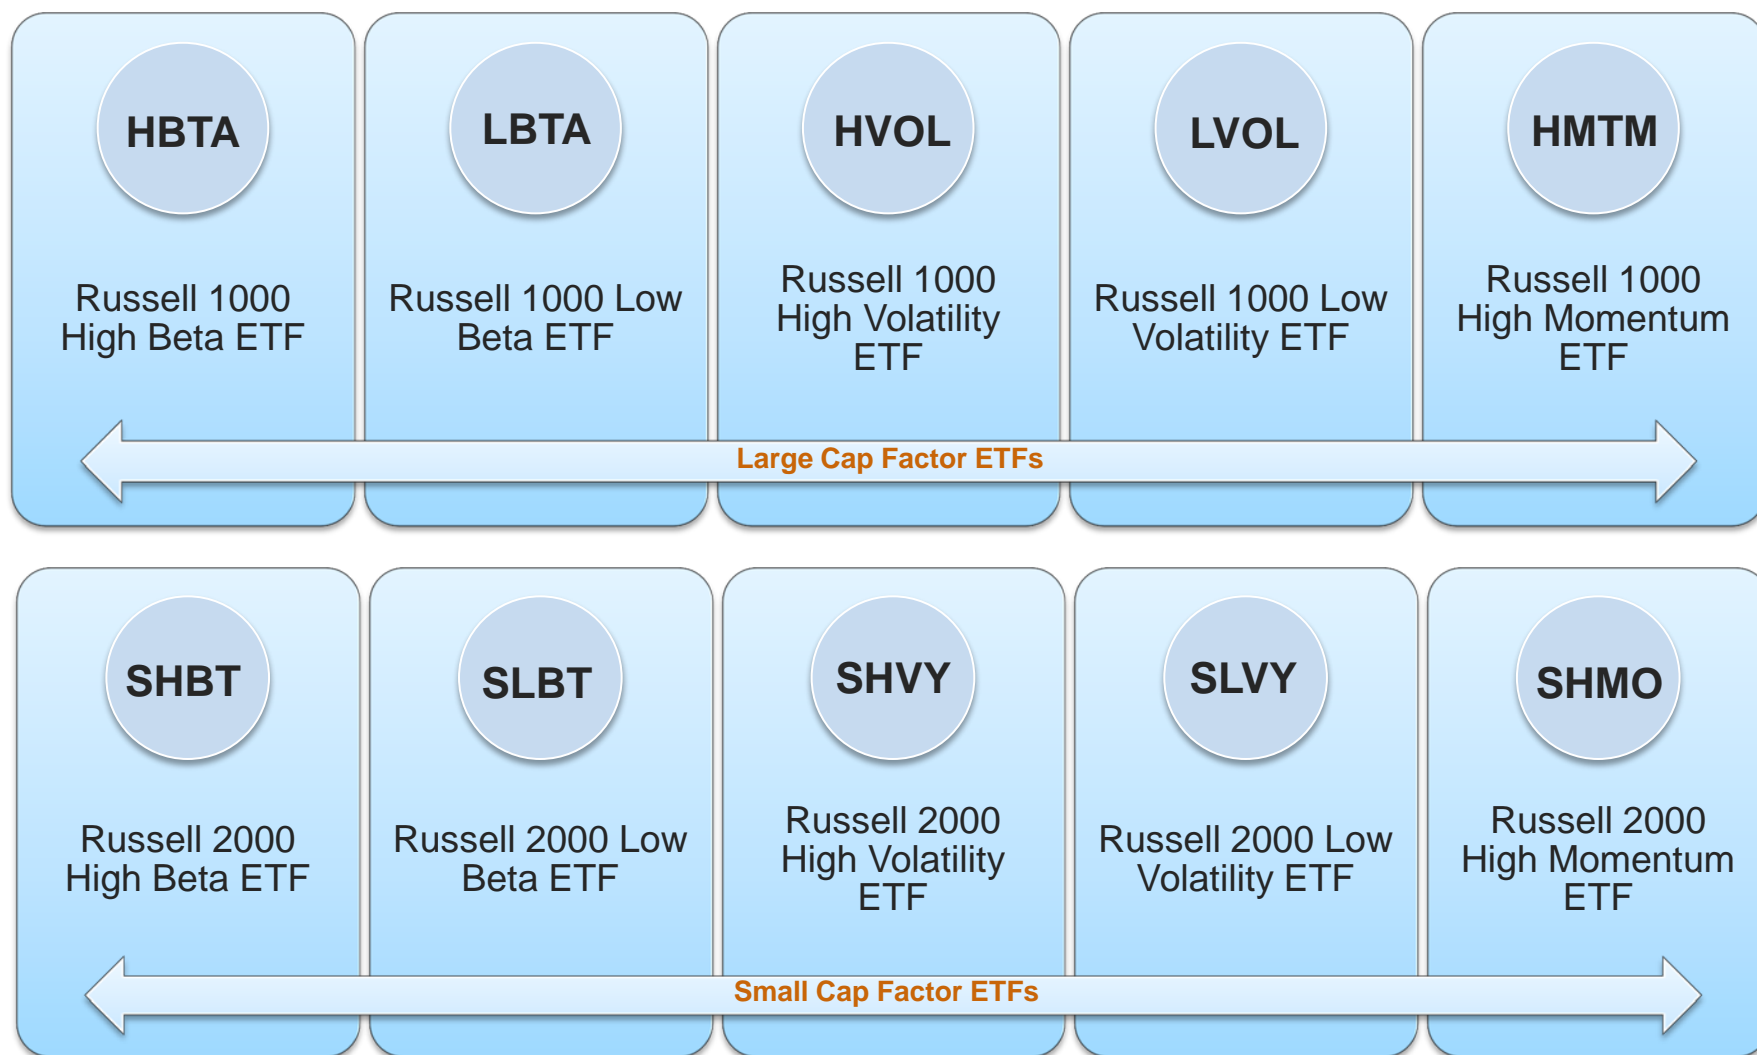 HBTA
Russell 1000
High Beta ETF
LBTA
Russell 1000 Low
Beta ETF
HVOL
Russell 1000
High Volatility
ETF
LVOL
Russell 1000 Low
Volatility ETF
HMTM
Russell 1000
High Momentum
ETF
Large Cap Factor ETFs
SHBT
Russell 2000
High Beta ETF
SLBT
Russell 2000 Low
Beta ETF
SHVY
Russell 2000
High Volatility
ETF
SLVY
Russell 2000 Low
Volatility ETF
SHMO
Russell 2000
High Momentum
ETF
Small Cap Factor ETFs